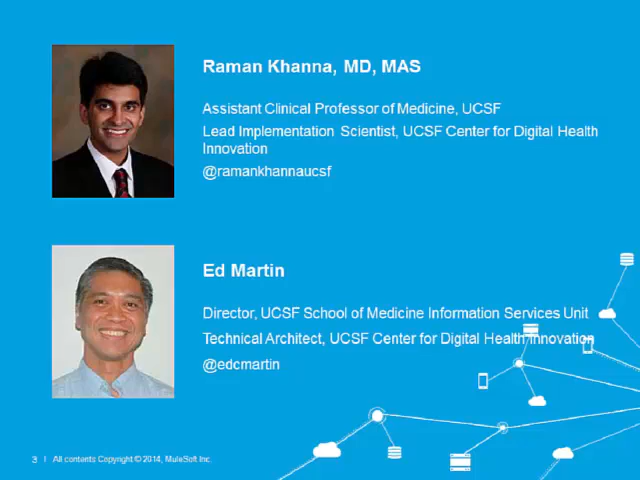 Raman Khanna, MD, MAS
Assistant Clinical Professor of Medicine, UCSF
Lead Implementation Scientist, UCSF Center for Digital Health
Innovation
@ramankhannaucsf
Ed Martin
Director, UCSF School of Medicine Information Services Unit
Technical Architect, UCSF Center for Digital Health Innovation
@edcmartin
3 | All contents Copyright © 2014, MuleSoft Inc.